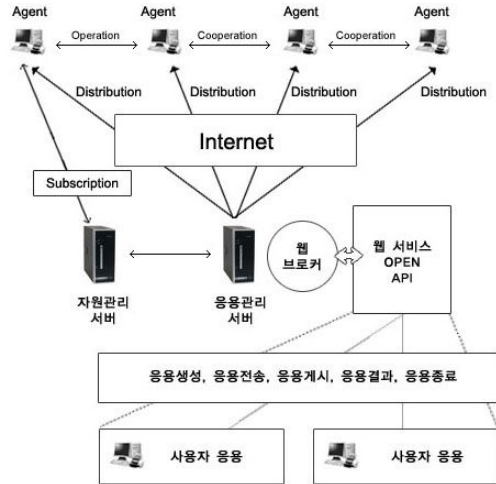 Agent
Agent
Agent
Agent
Operation
Cooperation
Cooperation
Distribution
Distribution
Distribution
Distribution
Internet
Subscription
웹
브로커
웹 서비스
OPEN
API
자원관리
서버
응용관리
서버
응용생성, 응용전송, 응용게시, 응용결과, 응용종료
사용자 응용
사용자 응용